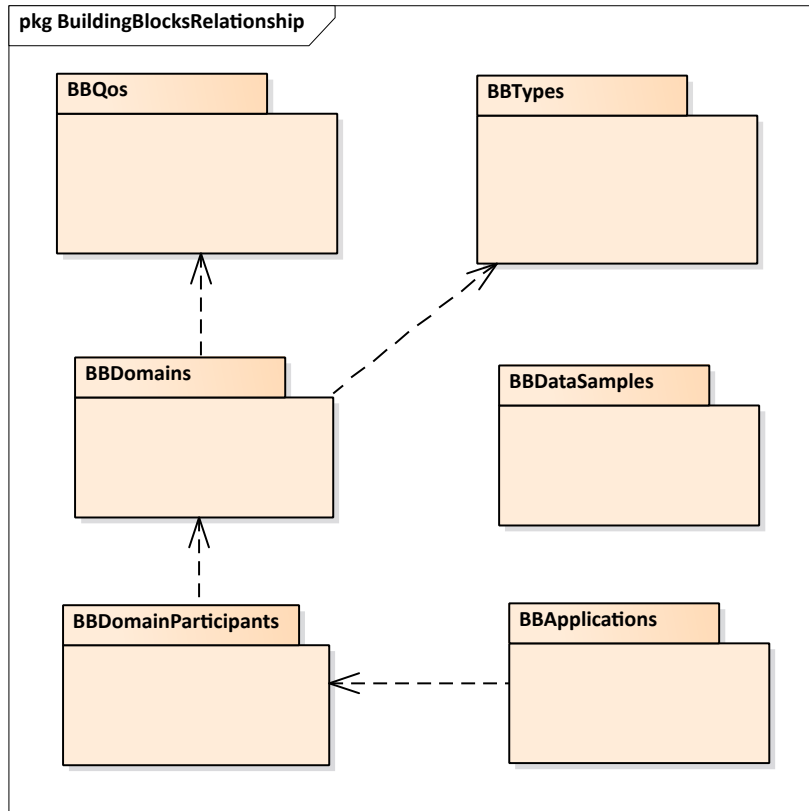 pkg BuildingBlocksRelationship
BBQos
BBTypes
BBDomains
BBDataSamples
BBDomainParticipants
BBApplications